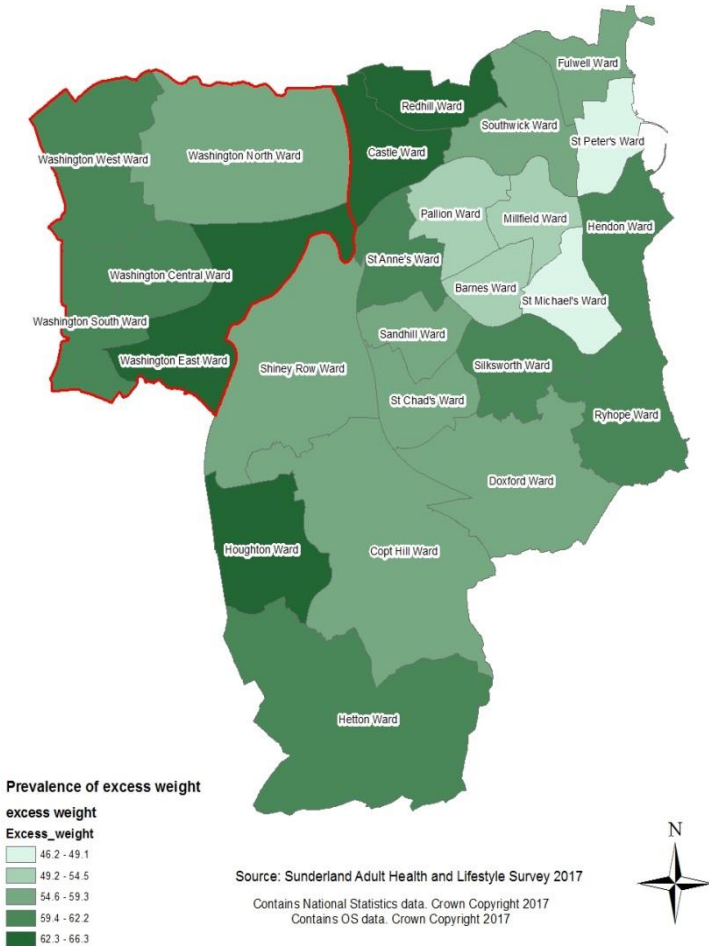 Fulwell Ward
Redhill Ward
Southwick Ward
St Peter's Ward
Castle Ward
Washington West Ward
Washington North Ward
Pallion Ward
Millfield Ward
Hendon Ward
St Anne's Ward
Washington Central Ward
Barnes Ward
St Michael's Ward
Washington South Ward
Sandhill Ward
Washington East Ward
Shiney Row Ward
Silksworth Ward
St Chad's Ward
Ryhope Ward
Doxford Ward
Houghton Ward
Copt Hill Ward
Hetton Ward
Prevalence of excess weight
excess weight
Excess_weight
46.2 - 49.1
49.2 - 54.5
54.6 - 59.3
59.4 - 62.2
62.3 - 66.3
Source: Sunderland Adult Health and Lifestyle Survey 2017
Contains National Statistics data. Crown Copyright 2017
Contains OS data. Crown Copyright 2017
N